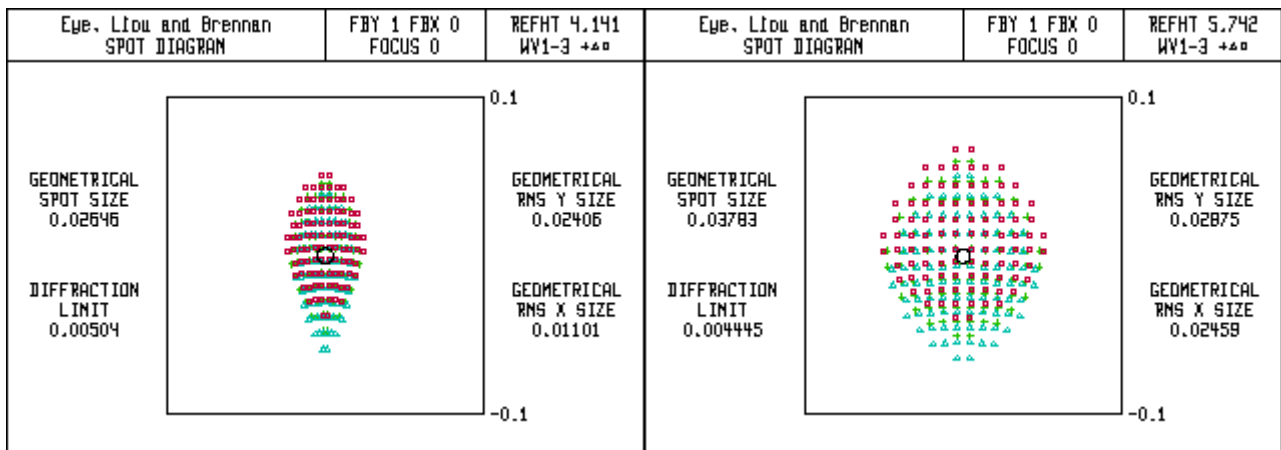 Eye, Liou and Brennan
SPOT DIAGRAM
FBY 1 FBX 0
FOCUS 0
REFHT 4.141
WV1-3 +△□
0.1
GEOMETRICAL
SPOT SIZE
0.02646
GEOMETRICAL
RMS Y SIZE
0.02406
DIFFRACTION
LIMIT
0.00504
GEOMETRICAL
RMS X SIZE
0.01101
-0.1
Eye, Liou and Brennan
SPOT DIAGRAM
FBY 1 FBX 0
FOCUS 0
REFHT 5.742
WV1-3 +△□
0.1
GEOMETRICAL
SPOT SIZE
0.03783
GEOMETRICAL
RMS Y SIZE
0.02875
DIFFRACTION
LIMIT
0.004445
GEOMETRICAL
RMS X SIZE
0.02459
-0.1